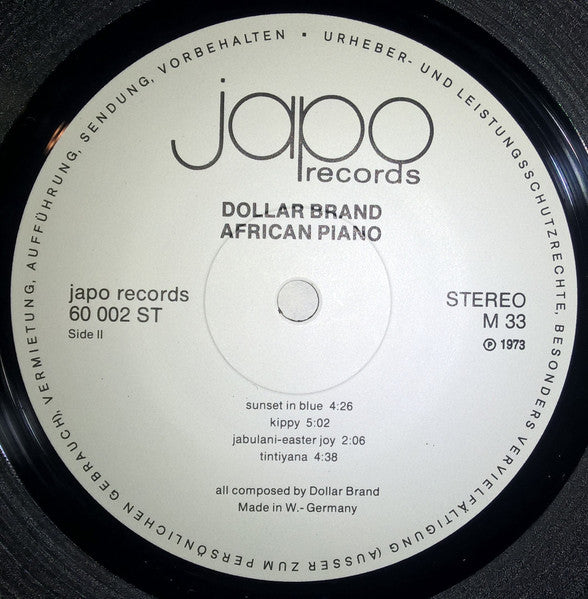 URHEBER- UND LEISTUNGSSCHUTZRECHTE, BESONDERS VERVIELFÄLTIGUNG (AUSSER ZUM PERSÖNLICHEN GEBRAUCH), VERMIETUNG, AUFFÜHRUNG, SENDUNG, VORBEHALTEN •
japo
records
DOLLAR BRAND
AFRICAN PIANO
japo records
60 002 ST
Side II
STEREO
M 33
℗ 1973
sunset in blue 4:26
kippy 5:02
jabulani-easter joy 2:06
tintiyana 4:38
all composed by Dollar Brand
Made in W.- Germany